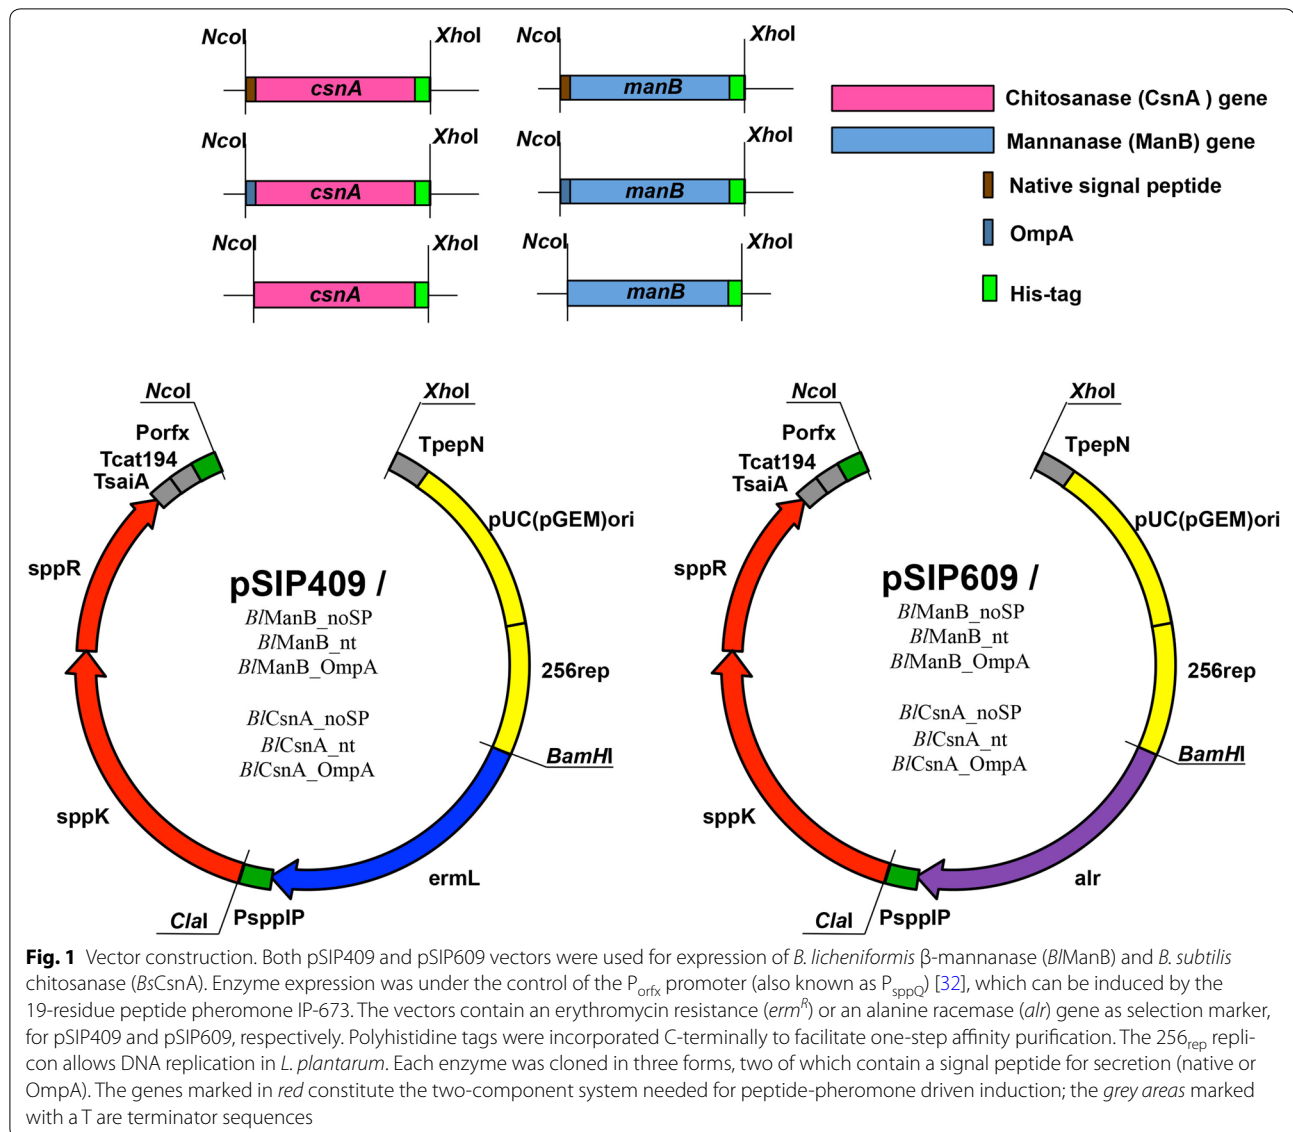 NcoI XhoI NcoI XhoI
csnA manB
Chitosanase (CsnA ) gene
Mannanase (ManB) gene
NcoI XhoI NcoI XhoI
csnA manB
Native signal peptide
OmpA
NcoI XhoI NcoI XhoI
csnA manB
His-tag
NcoI XhoI
Porfx TpepN
Tcat194
TsaiA
pUC(pGEM)ori
sppR
pSIP409 /
BlManB_noSP
BlManB_nt
BlManB_OmpA
256rep
BlCsnA_noSP
BlCsnA_nt
BlCsnA_OmpA
BamHI
sppK
ermL
ClaI PsppIP
NcoI XhoI
Porfx TpepN
Tcat194
TsaiA
pUC(pGEM)ori
sppR
pSIP609 /
BlManB_noSP
BlManB_nt
BlManB_OmpA
256rep
BlCsnA_noSP
BlCsnA_nt
BlCsnA_OmpA
BamHI
sppK
alr
ClaI PsppIP
Fig. 1 Vector construction. Both pSIP409 and pSIP609 vectors were used for expression of B. licheniformis β-mannanase (BlManB) and B. subtilis
chitosanase (BsCsnA). Enzyme expression was under the control of the Porfx promoter (also known as PsppQ) [32], which can be induced by the
19-residue peptide pheromone IP-673. The vectors contain an erythromycin resistance (ermR) or an alanine racemase (alr) gene as selection marker,
for pSIP409 and pSIP609, respectively. Polyhistidine tags were incorporated C-terminally to facilitate one-step affinity purification. The 256rep repli-
con allows DNA replication in L. plantarum. Each enzyme was cloned in three forms, two of which contain a signal peptide for secretion (native or
OmpA). The genes marked in red constitute the two-component system needed for peptide-pheromone driven induction; the grey areas marked
with a T are terminator sequences